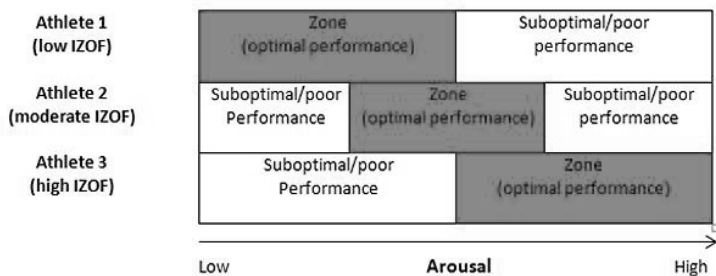 Athlete 1
(low IZOF)
Zone
(optimal performance)
Suboptimal/poor
performance
Athlete 2
(moderate IZOF)
Suboptimal/poor
Performance
Zone
(optimal performance)
Suboptimal/poor
performance
Athlete 3
(high IZOF)
Suboptimal/poor
Performance
Zone
(optimal performance)
Low
Arousal
High